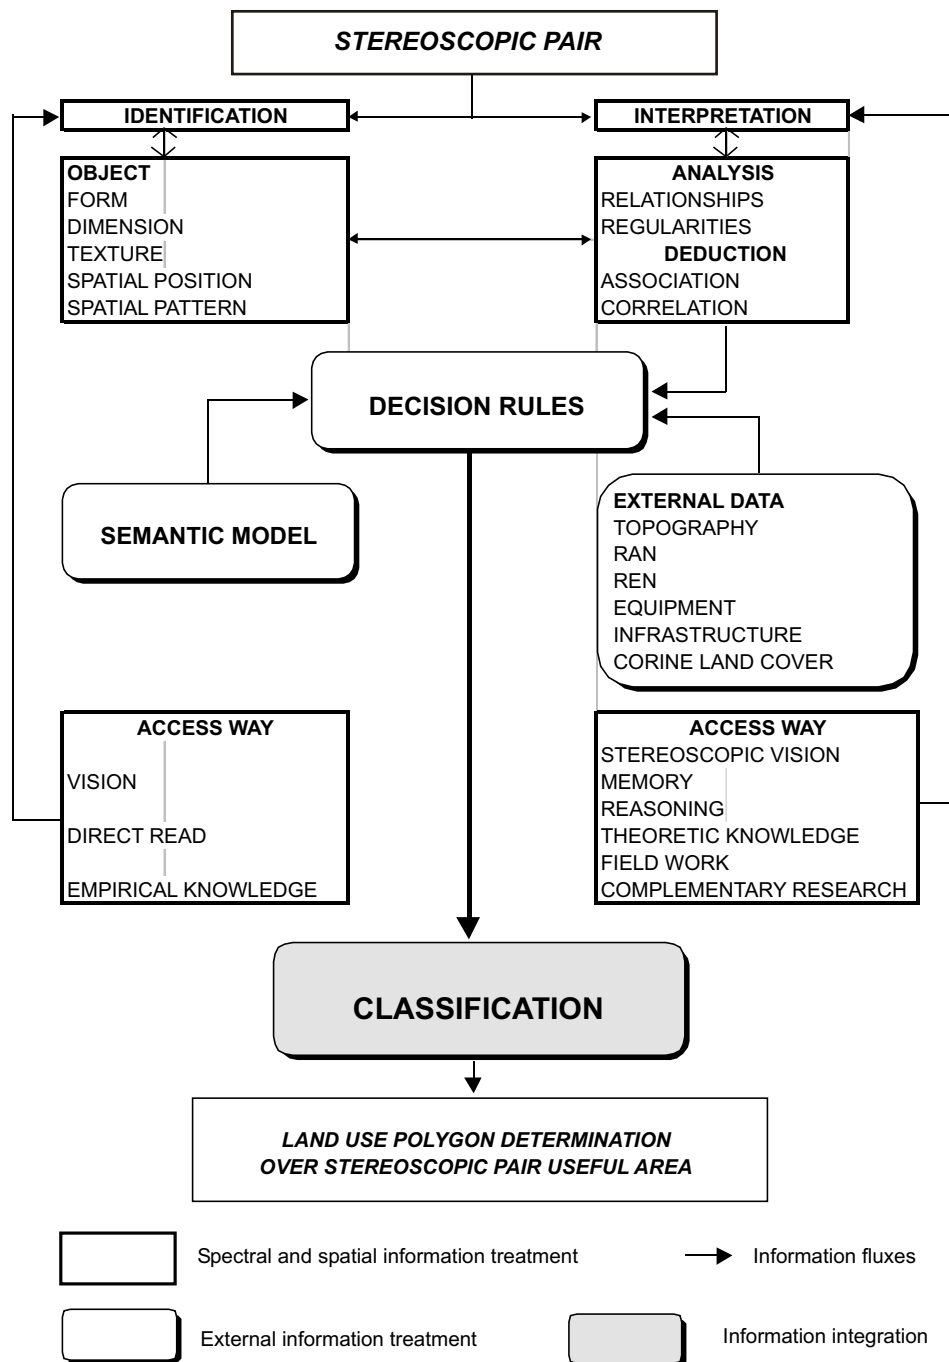 STEREOSCOPIC PAIR
IDENTIFICATION
INTERPRETATION
OBJECT
FORM
DIMENSION
TEXTURE
SPATIAL POSITION
SPATIAL PATTERN
ANALYSIS
RELATIONSHIPS
REGULARITIES
DEDUCTION
ASSOCIATION
CORRELATION
DECISION RULES
SEMANTIC MODEL
EXTERNAL DATA
TOPOGRAPHY
RAN
REN
EQUIPMENT
INFRASTRUCTURE
CORINE LAND COVER
ACCESS WAY
VISION
DIRECT READ
EMPIRICAL KNOWLEDGE
ACCESS WAY
STEREOSCOPIC VISION
MEMORY
REASONING
THEORETIC KNOWLEDGE
FIELD WORK
COMPLEMENTARY RESEARCH
CLASSIFICATION
LAND USE POLYGON DETERMINATION
OVER STEREOSCOPIC PAIR USEFUL AREA
Spectral and spatial information treatment
Information fluxes
External information treatment
Information integration